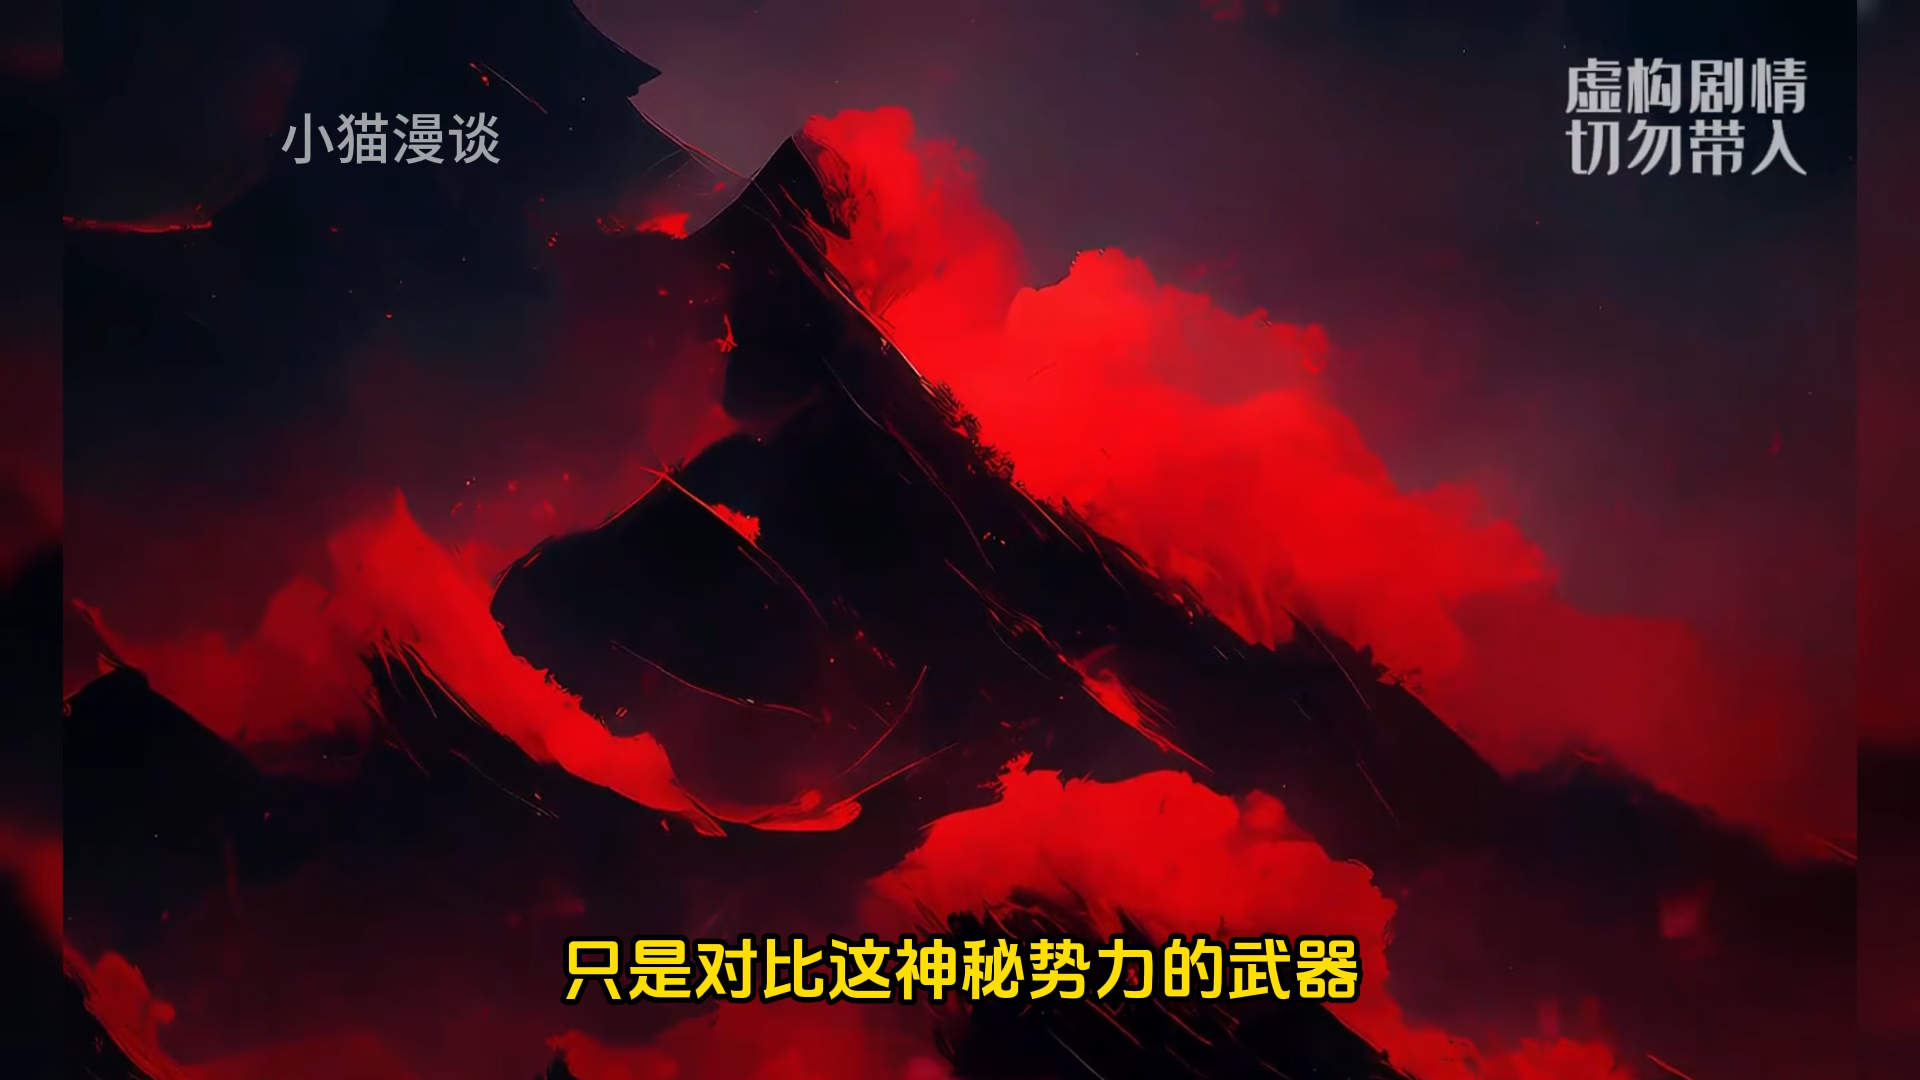 小猫漫谈
虚构剧情
切勿带入
只是对比这神秘势力的武器